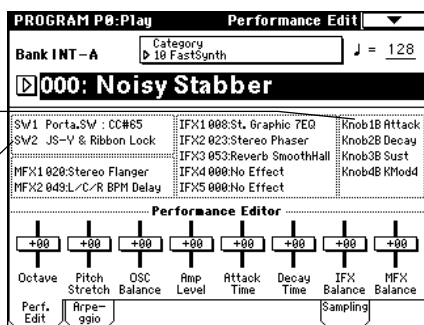 PROGRAM P0:Play Performance Edit
Bank INT-A Category ▷ 10 FastSynth ♩ = 128
▷ 000: Noisy Stabber
SW1 Porta.SW : CC#65 IFX1 008:St. Graphic 7EQ Knob1B Attack
SW2 JS-Y & Ribbon Lock IFX2 023:Stereo Phaser Knob2B Decay
IFX3 053:Reverb SmoothHall Knob3B Sust
MFX1 020:Stereo Flanger IFX4 000:No Effect Knob4B KMod4
MFX2 049:L/C/R BPM Delay IFX5 000:No Effect
Performance Editor
+00 +00 +00 +00 +00 +00 +00 +00
Octave Pitch Stretch OSC Balance Amp Level Attack Time Decay Time IFX Balance MFX Balance
Perf. Edit Arpe-ggio Sampling